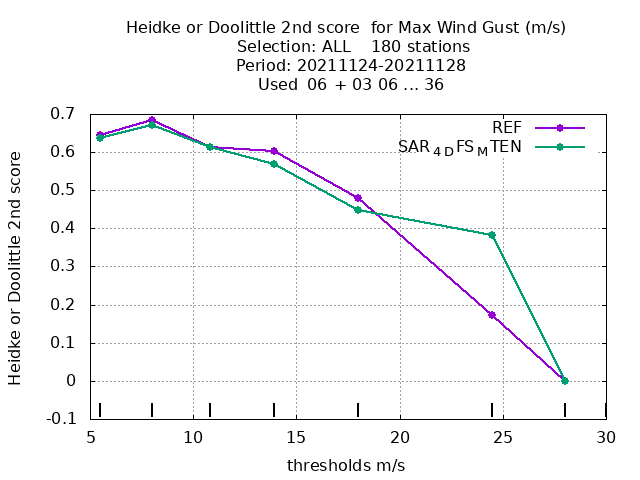 Heidke or Doolittle 2nd score  for Max Wind Gust (m/s)
Selection: ALL    180 stations
Period: 20211124-20211128
Used  06 + 03 06 ... 36
REF
SAR4DFSMTEN
0.7
0.6
0.5
0.4
0.3
0.2
0.1
0
-0.1
Heidke or Doolittle 2nd score
5 10 15 20 25 30
thresholds m/s